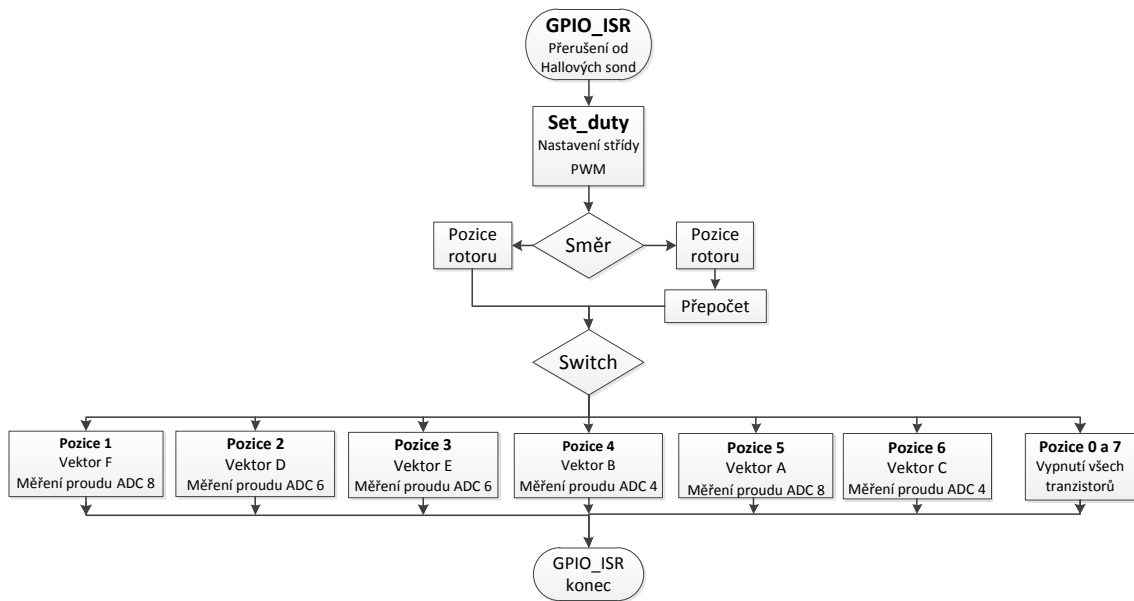 GPIO_ISR
Přerušení od
Hallových sond
Set_duty
Nastavení střídy
PWM
Směr
Pozice
rotoru
Pozice
rotoru
Přepočet
Switch
Pozice 1
Vektor F
Měření proudu ADC 8
Pozice 2
Vektor D
Měření proudu ADC 6
Pozice 3
Vektor E
Měření proudu ADC 6
Pozice 4
Vektor B
Měření proudu ADC 4
Pozice 5
Vektor A
Měření proudu ADC 8
Pozice 6
Vektor C
Měření proudu ADC 4
Pozice 0 a 7
Vypnutí všech
tranzistorů
GPIO_ISR
konec